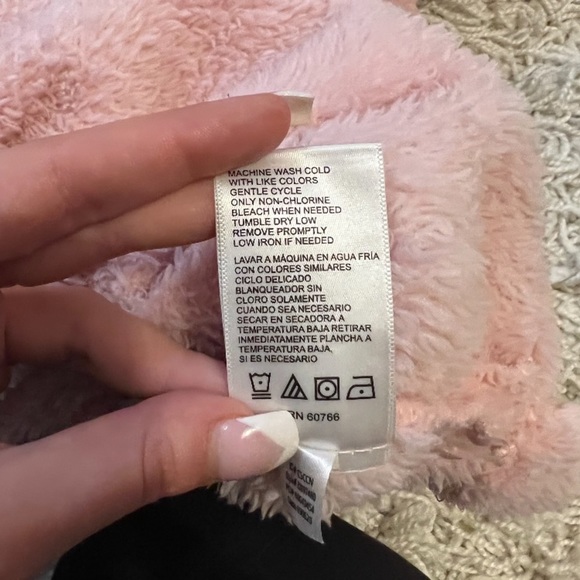 MACHINE WASH COLD
WITH LIKE COLORS
GENTLE CYCLE
ONLY NON-CHLORINE
BLEACH WHEN NEEDED
TUMBLE DRY LOW
REMOVE PROMPTLY
LOW IRON IF NEEDED
LAVAR A MÁQUINA EN AGUA FRÍA
CON COLORES SIMILARES
CICLO DELICADO
BLANQUEADOR SIN
CLORO SOLAMENTE
CUANDO SEA NECESARIO
SECAR EN SECADORA A
TEMPERATURA BAJA RETIRAR
INMEDIATAMENTE PLANCHA A
TEMPERATURA BAJA,
SI ES NECESARIO
RN 60766